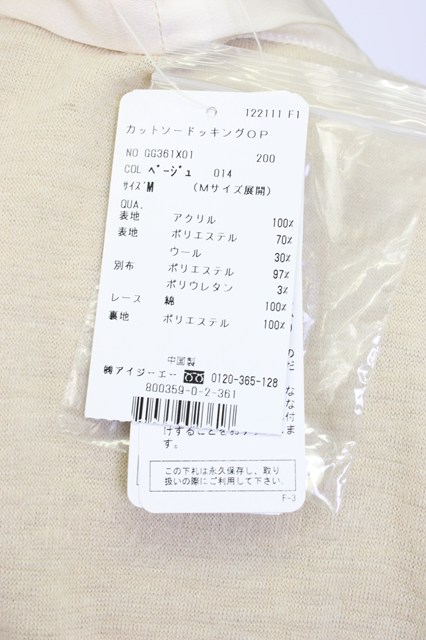 122111 F1
カットソードッキングOP
NO GG361X01 200
COL ベージュ 014
サイズ M (Mサイズ展開)
QUA.
表地 アクリル 100%
表地 ポリエステル 70%
ウール 30%
別布 ポリエステル 97%
ポリウレタン 3%
レース 綿 100%
裏地 ポリエステル 100%
中国製
㈱アイジーエー 0120-365-128
800359-0-2-361
す。
この下札は永久保存し、取り
扱いの際にご利用して下さい。
F-3